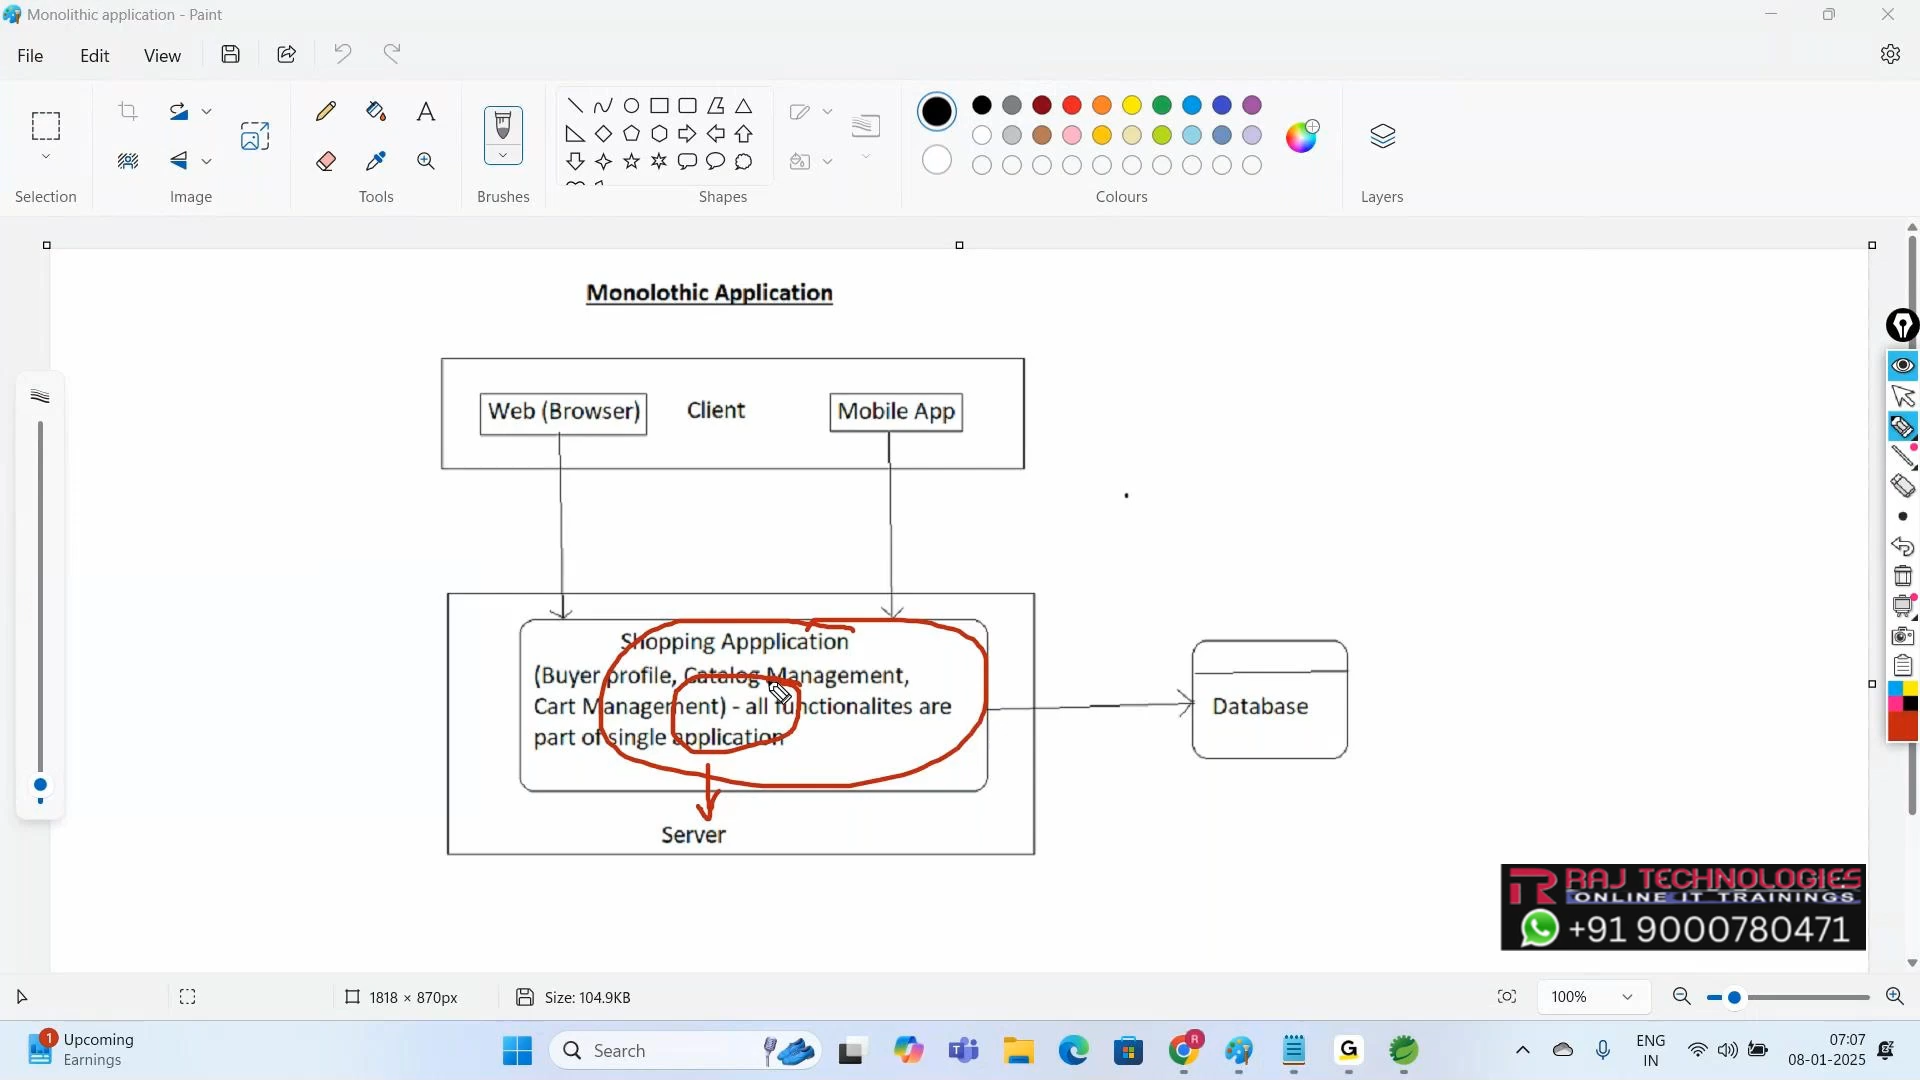 Monolithic application - Paint
File Edit View
Selection Image Tools Brushes Shapes Colours Layers
Monolothic Application
Web (Browser) Client Mobile App
Shopping Appplication
(Buyer profile, Catalog Management,
Cart Management) - all functionalites are
part of single application
Server
Database
RAJ TECHNOLOGIES
ONLINE IT TRAININGS
+91 9000780471
1818 × 870px Size: 104.9KB 100%
1 Upcoming
Earnings
Search
R
G
ENG
IN
07:07
08-01-2025